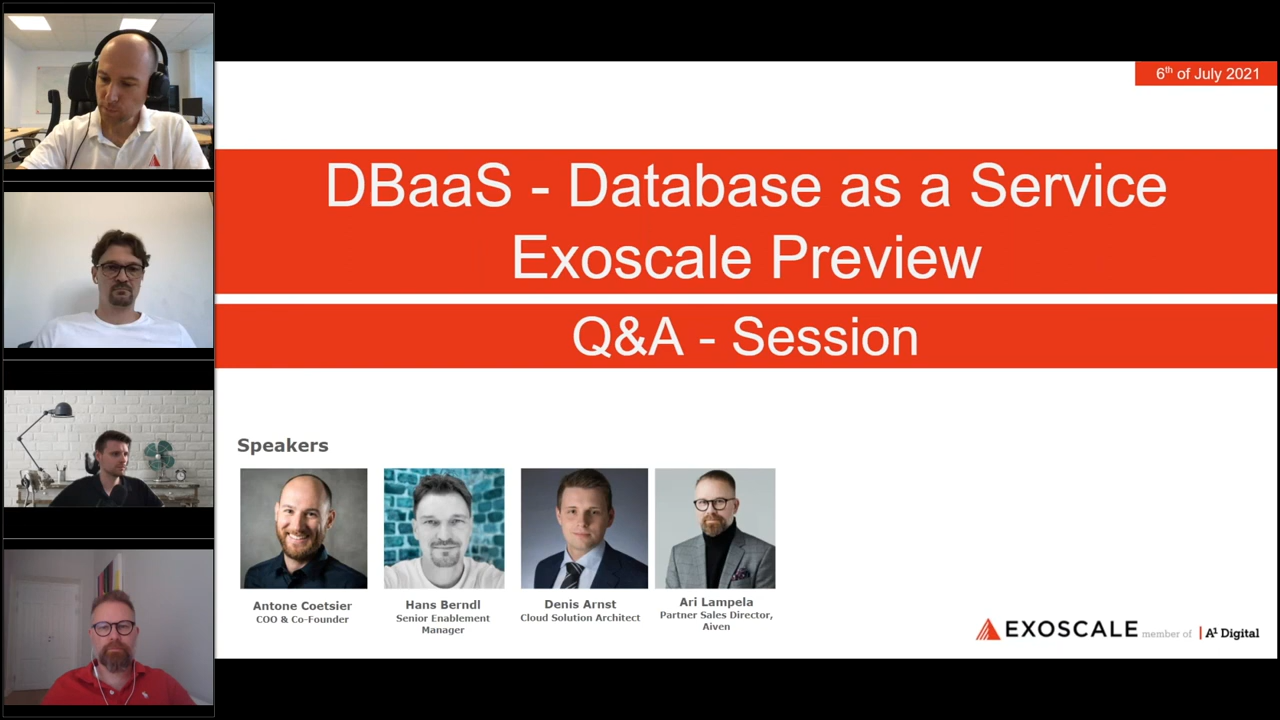 6th of July 2021
DBaaS - Database as a Service
Exoscale Preview
Q&A - Session
Speakers
Antone Coetsier
COO & Co-Founder
Hans Berndl
Senior Enablement
Manager
Denis Arnst
Cloud Solution Architect
Ari Lampela
Partner Sales Director,
Aiven
EXOSCALE member of | A1 Digital